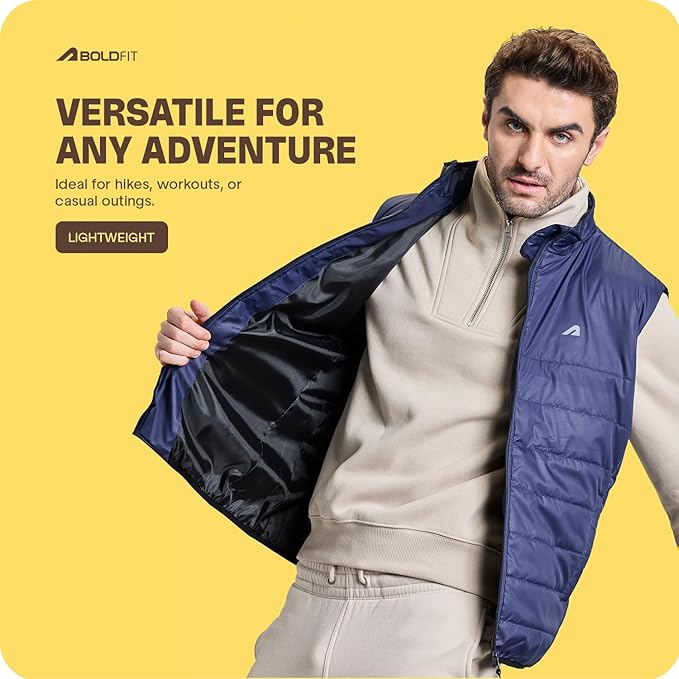 BOLDFIT
VERSATILE FOR
ANY ADVENTURE
Ideal for hikes, workouts, or
casual outings.
LIGHTWEIGHT